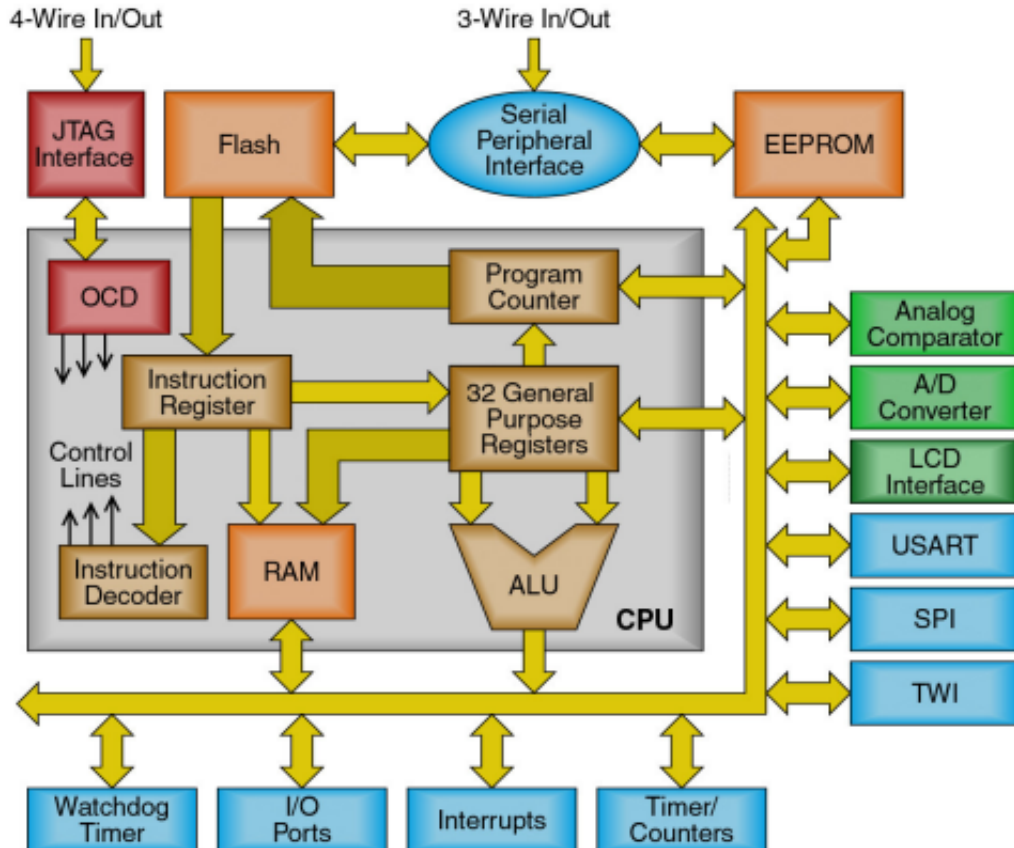 4-Wire In/Out
3-Wire In/Out
JTAG
Interface
Flash
Serial
Peripheral
Interface
EEPROM
OCD
Program
Counter
Analog
Comparator
Instruction
Register
32 General
Purpose
Registers
A/D
Converter
Control
Lines
LCD
Interface
Instruction
Decoder
RAM
ALU
USART
CPU
SPI
TWI
Watchdog
Timer
I/O
Ports
Interrupts
Timer/
Counters